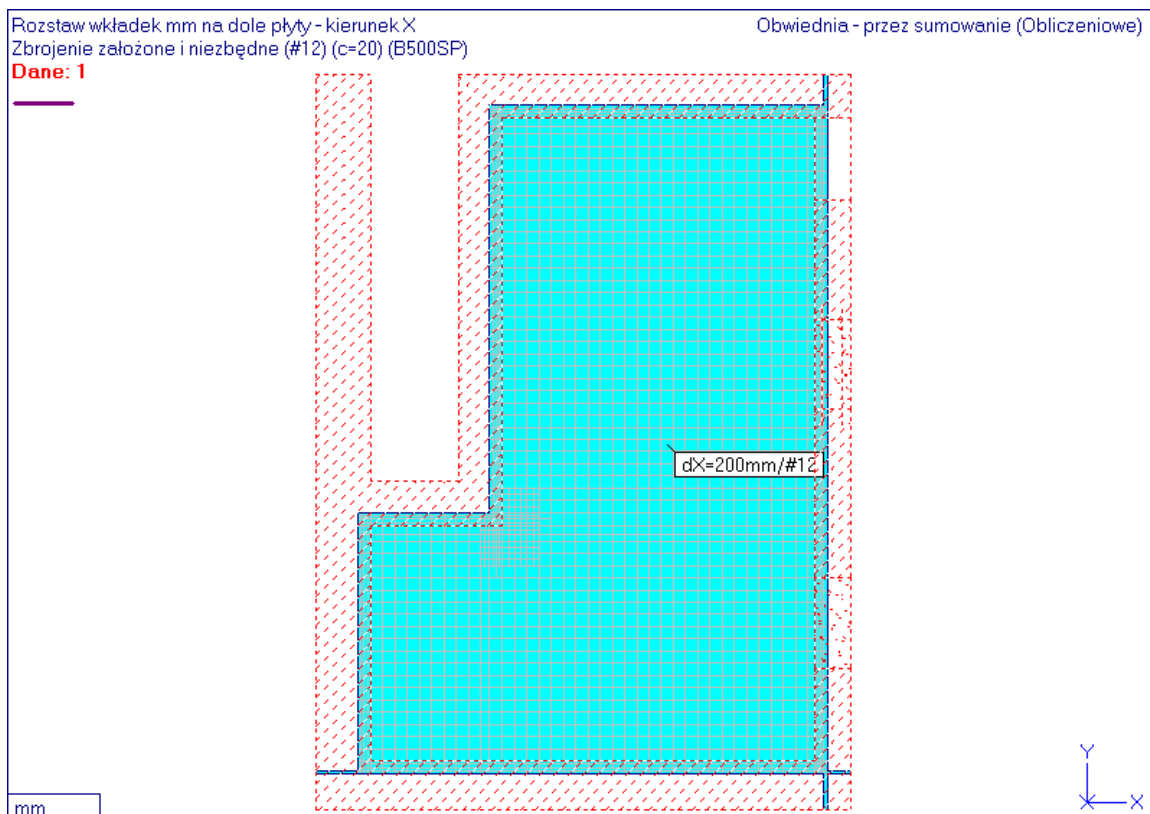 Rozstaw wkładek mm na dole płyty - kierunek X
Obwiednia - przez sumowanie (Obliczeniowe)
Zbrojenie założone i niezbędne (#12) (c=20) (B500SP)
Dane: 1
dX=200mm/#12
Y
X
mm